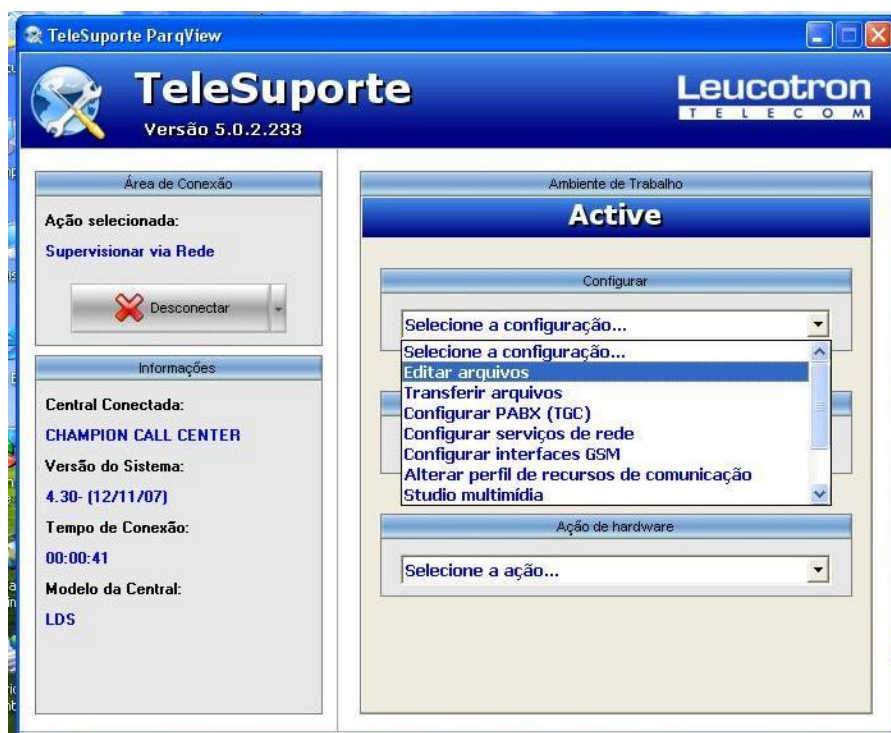 TeleSuporte ParqView
TeleSuporte
Versão 5.0.2.233
Leucotron
TELECOM
Área de Conexão
Ação selecionada:
Supervisionar via Rede
Desconectar
Informações
Central Conectada:
CHAMPION CALL CENTER
Versão do Sistema:
4.30- (12/11/07)
Tempo de Conexão:
00:00:41
Modelo da Central:
LDS
Ambiente de Trabalho
Active
Configurar
Selecione a configuração...
Selecione a configuração...
Editar arquivos
Transferir arquivos
Configurar PABX (TGC)
Configurar serviços de rede
Configurar interfaces GSM
Alterar perfil de recursos de comunicação
Studio multimídia
Ação de hardware
Selecione a ação...